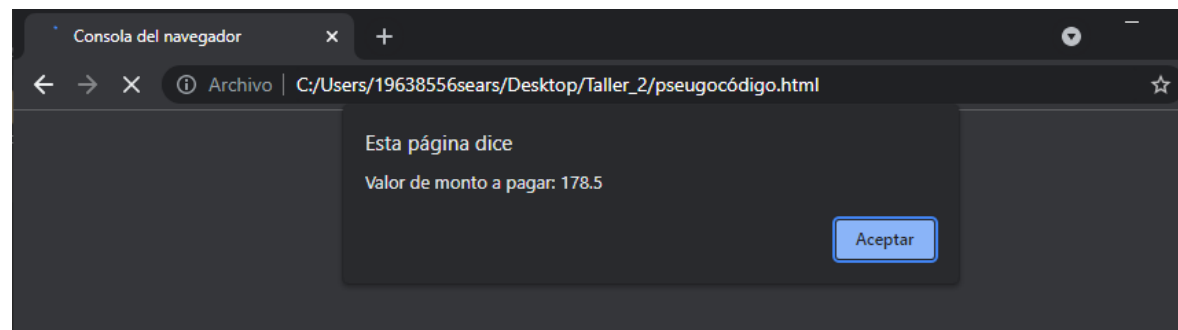 Consola del navegador
Archivo | C:/Users/19638556sears/Desktop/Taller_2/pseugocódigo.html
Esta página dice
Valor de monto a pagar: 178.5
Aceptar